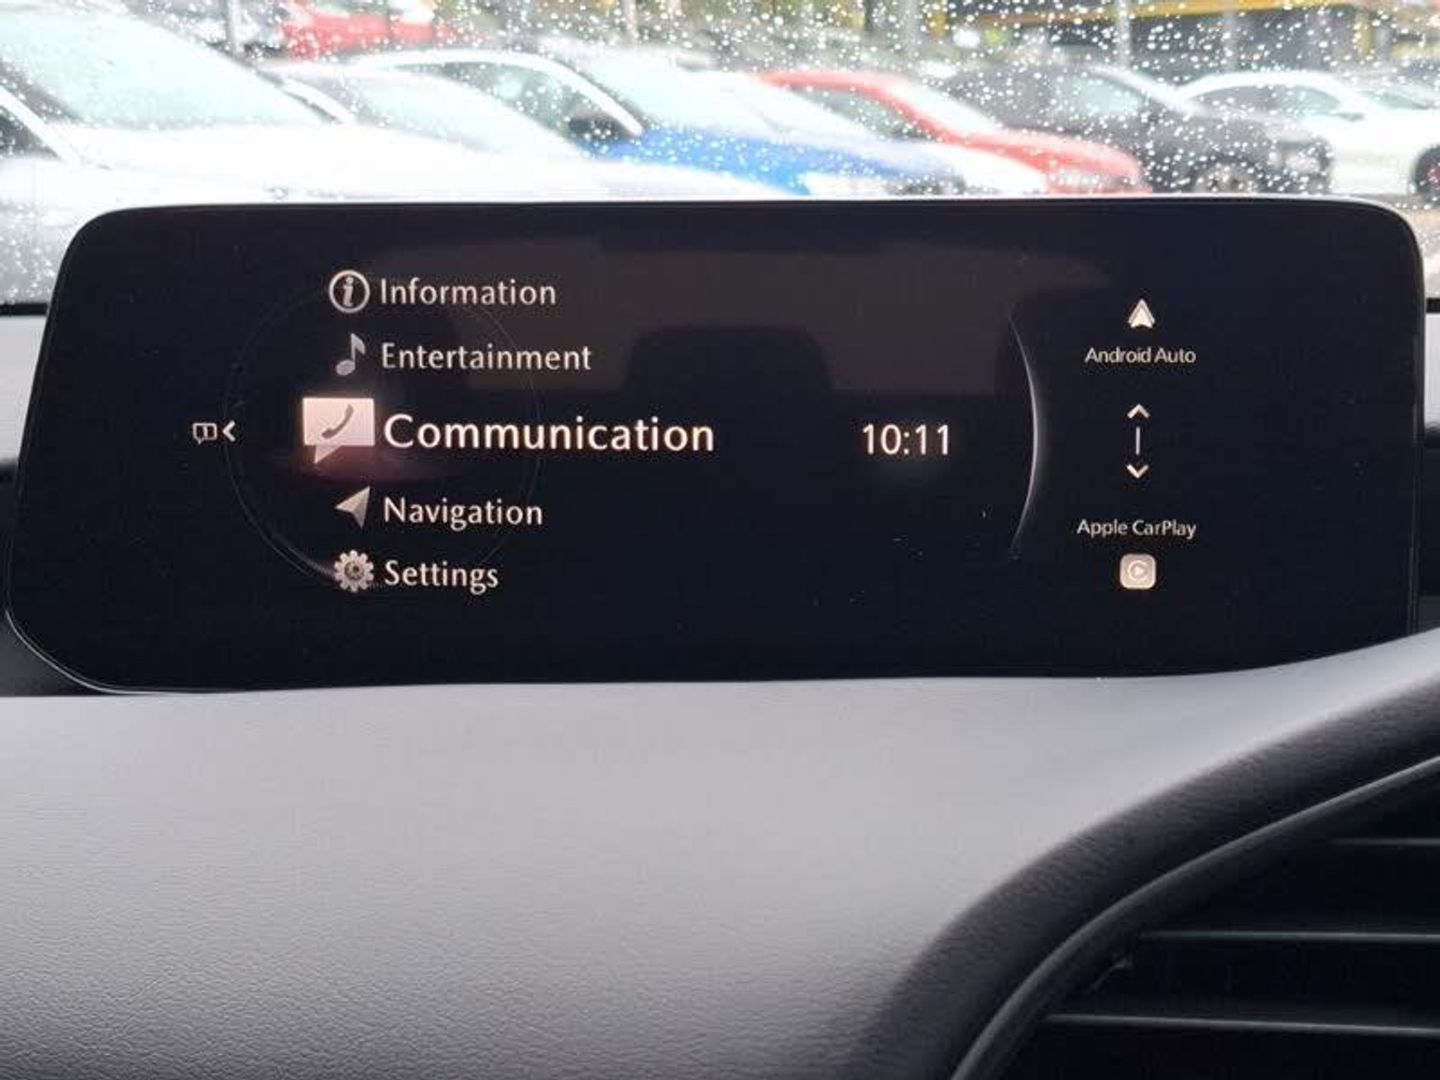 Information
Entertainment
Communication
10:11
Navigation
Settings
Android Auto
Apple CarPlay